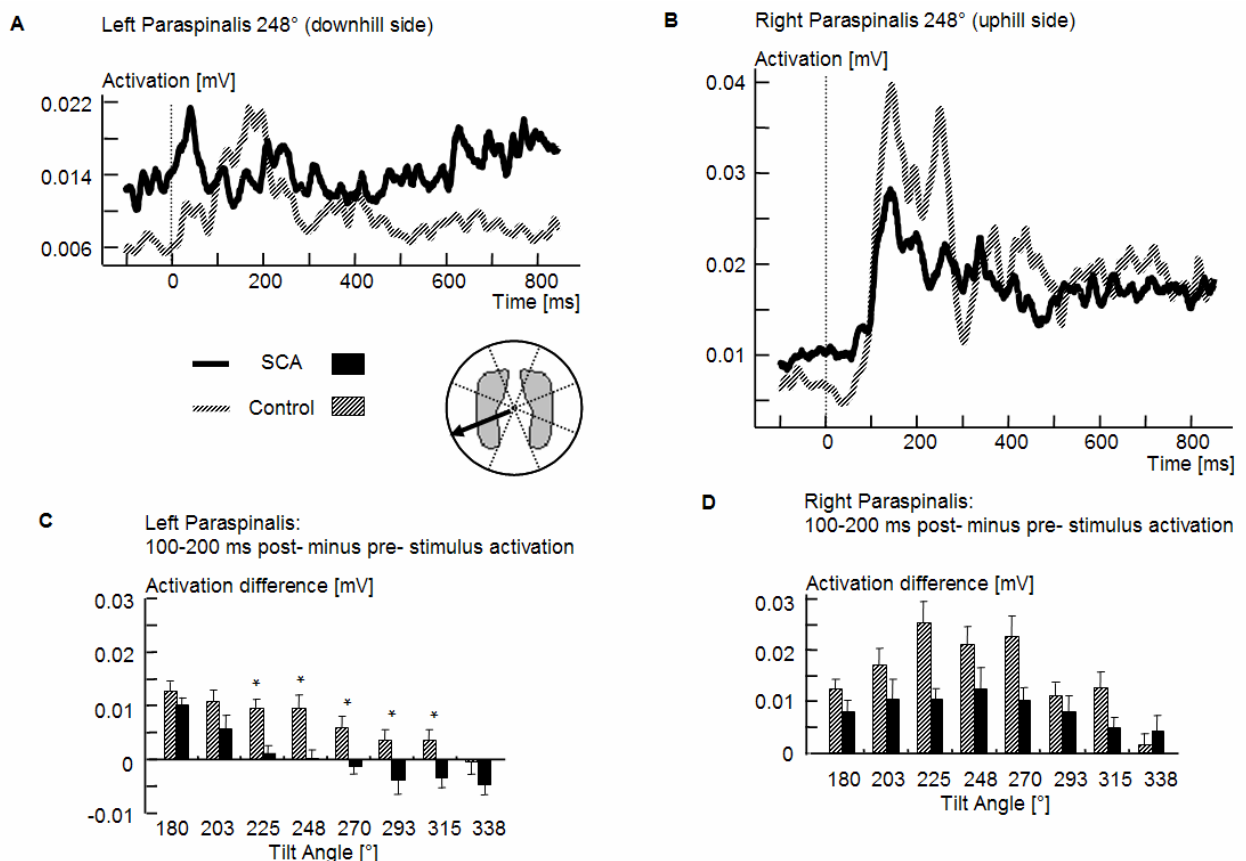 A
Left Paraspinalis 248° (downhill side)
Activation [mV]
0.022
0.014
0.006
0 200 400 600 800
Time [ms]
B
Right Paraspinalis 248° (uphill side)
Activation [mV]
0.04
0.03
0.02
0.01
0 200 400 600 800
Time [ms]
SCA
Control
C
Left Paraspinalis:
100-200 ms post- minus pre- stimulus activation
Activation difference [mV]
0.03
0.02
0.01
0
-0.01
* * * * *
180 203 225 248 270 293 315 338
Tilt Angle [°]
D
Right Paraspinalis:
100-200 ms post- minus pre- stimulus activation
Activation difference [mV]
0.03
0.02
0.01
0
180 203 225 248 270 293 315 338
Tilt Angle [°]